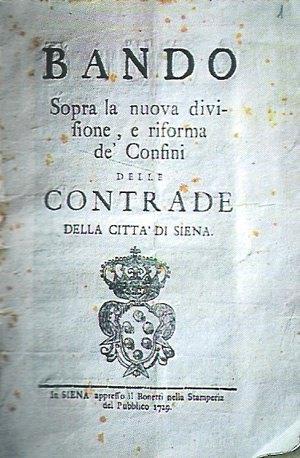 BANDO
Sopra la nuova divi-
sione, e riforma
de' Confini
DELLE
CONTRADE
DELLA CITTA' DI SIENA.
In SIENA appresso il Bonetti nella Stamperia
del Pubblico 1729.